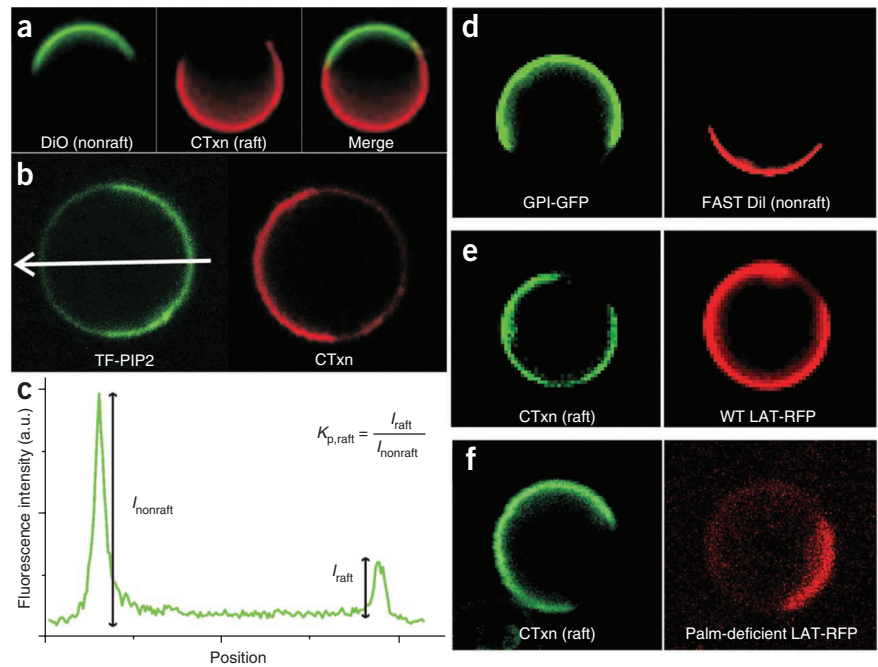 a
DiO (nonraft)
CTxn (raft)
Merge
b
TF-PIP2
CTxn
c
Fluorescence intensity (a.u.)
Kp,raft = Iraft / Inonraft
Inonraft
Iraft
Position
d
GPI-GFP
FAST DiI (nonraft)
e
CTxn (raft)
WT LAT-RFP
f
CTxn (raft)
Palm-deficient LAT-RFP